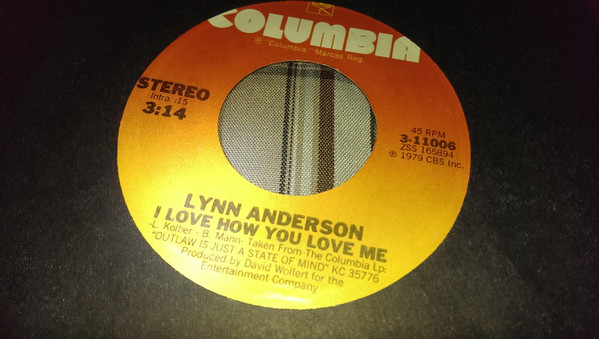 COLUMBIA
® "Columbia," Marcas Reg.
STEREO
Intro. :15
3:14
45 RPM
3-11006
ZSS 165894
℗ 1979 CBS Inc.
LYNN ANDERSON
I LOVE HOW YOU LOVE ME
-L. Kolber - B. Mann- Taken From The Columbia Lp:
"OUTLAW IS JUST A STATE OF MIND" KC 35776
Produced by David Wolfert for the
Entertainment Company